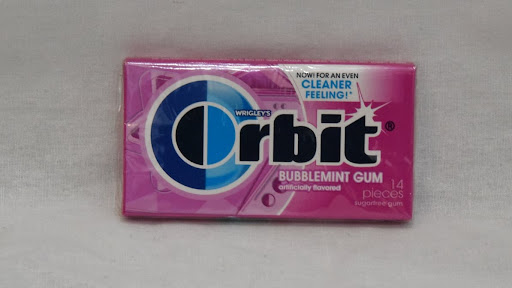 NOW! FOR AN EVEN
CLEANER
FEELING!*
WRIGLEY'S
Orbit®
BUBBLEMINT GUM
artificially flavored
14
pieces
sugarfree gum